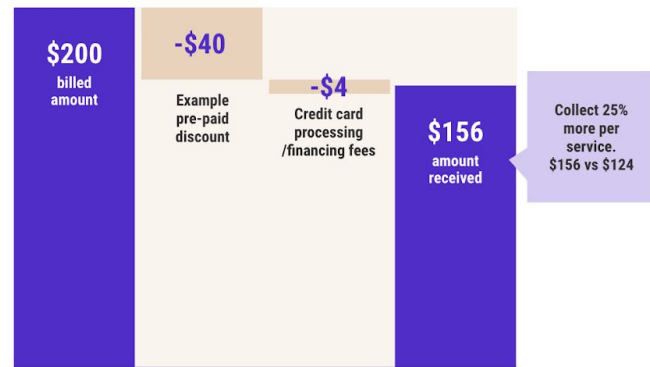 $200
billed
amount
-$40
Example
pre-paid
discount
-$4
Credit card
processing
/financing fees
$156
amount
received
Collect 25%
more per
service.
$156 vs $124